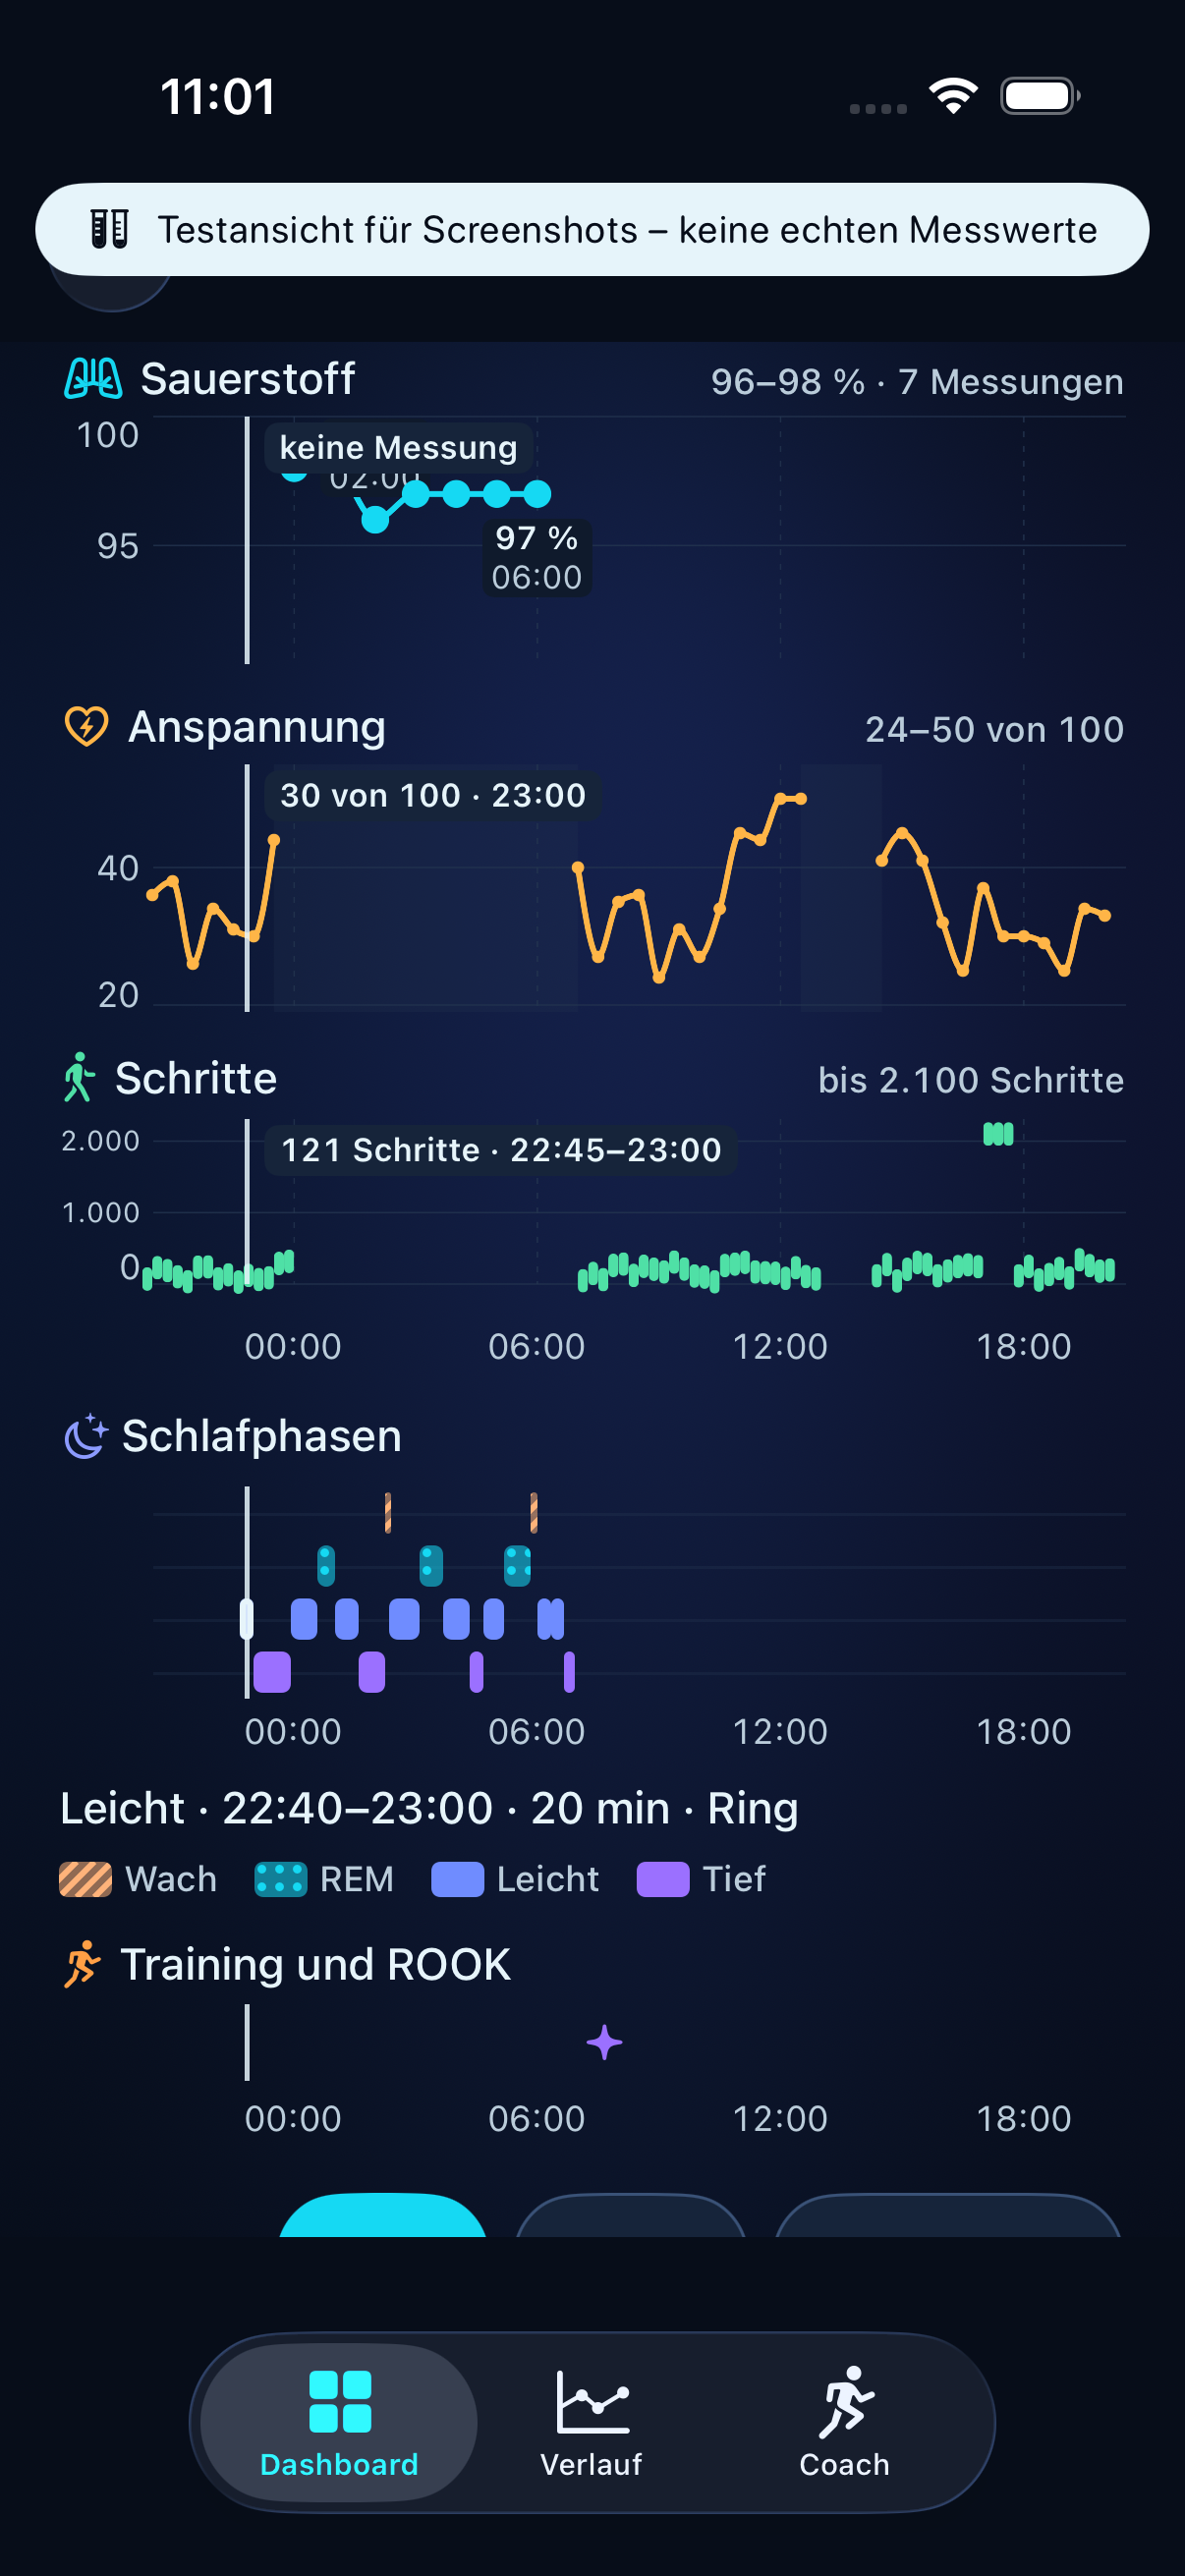 11:01
Testansicht für Screenshots – keine echten Messwerte
Sauerstoff
96–98 % · 7 Messungen
100
keine Messung
02:00
95
97 %
06:00
Anspannung
24–50 von 100
30 von 100 · 23:00
40
20
Schritte
bis 2.100 Schritte
2.000
121 Schritte · 22:45–23:00
1.000
0
00:00 06:00 12:00 18:00
Schlafphasen
00:00 06:00 12:00 18:00
Leicht · 22:40–23:00 · 20 min · Ring
Wach REM Leicht Tief
Training und ROOK
00:00 06:00 12:00 18:00
Dashboard Verlauf Coach